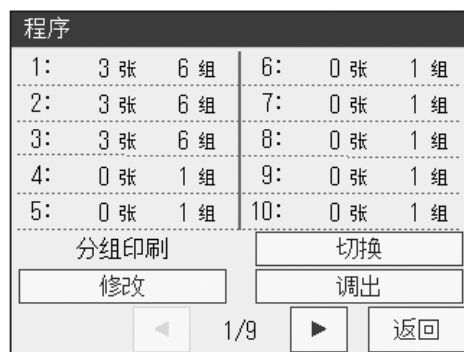 程序
1: 3 张 6 组 6: 0 张 1 组
2: 3 张 6 组 7: 0 张 1 组
3: 3 张 6 组 8: 0 张 1 组
4: 0 张 1 组 9: 0 张 1 组
5: 0 张 1 组 10: 0 张 1 组
分组印刷 切换
修改 调出
◀ 1/9 ▶ 返回